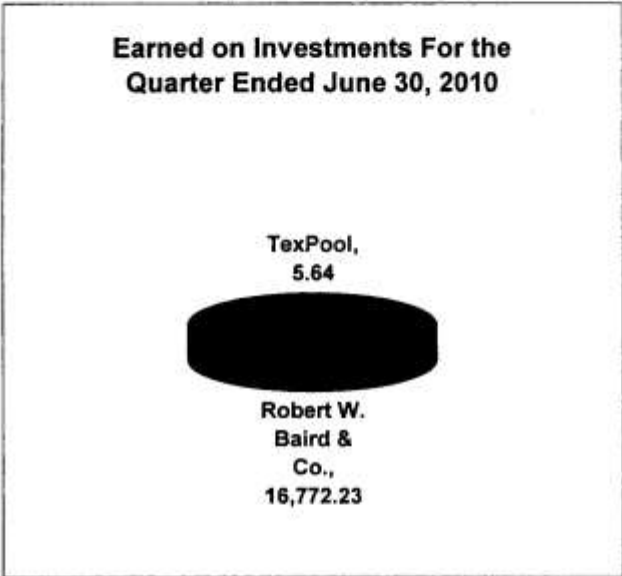 Earned on Investments For the
Quarter Ended June 30, 2010
TexPool,
5.64
Robert W.
Baird &
Co.,
16,772.23